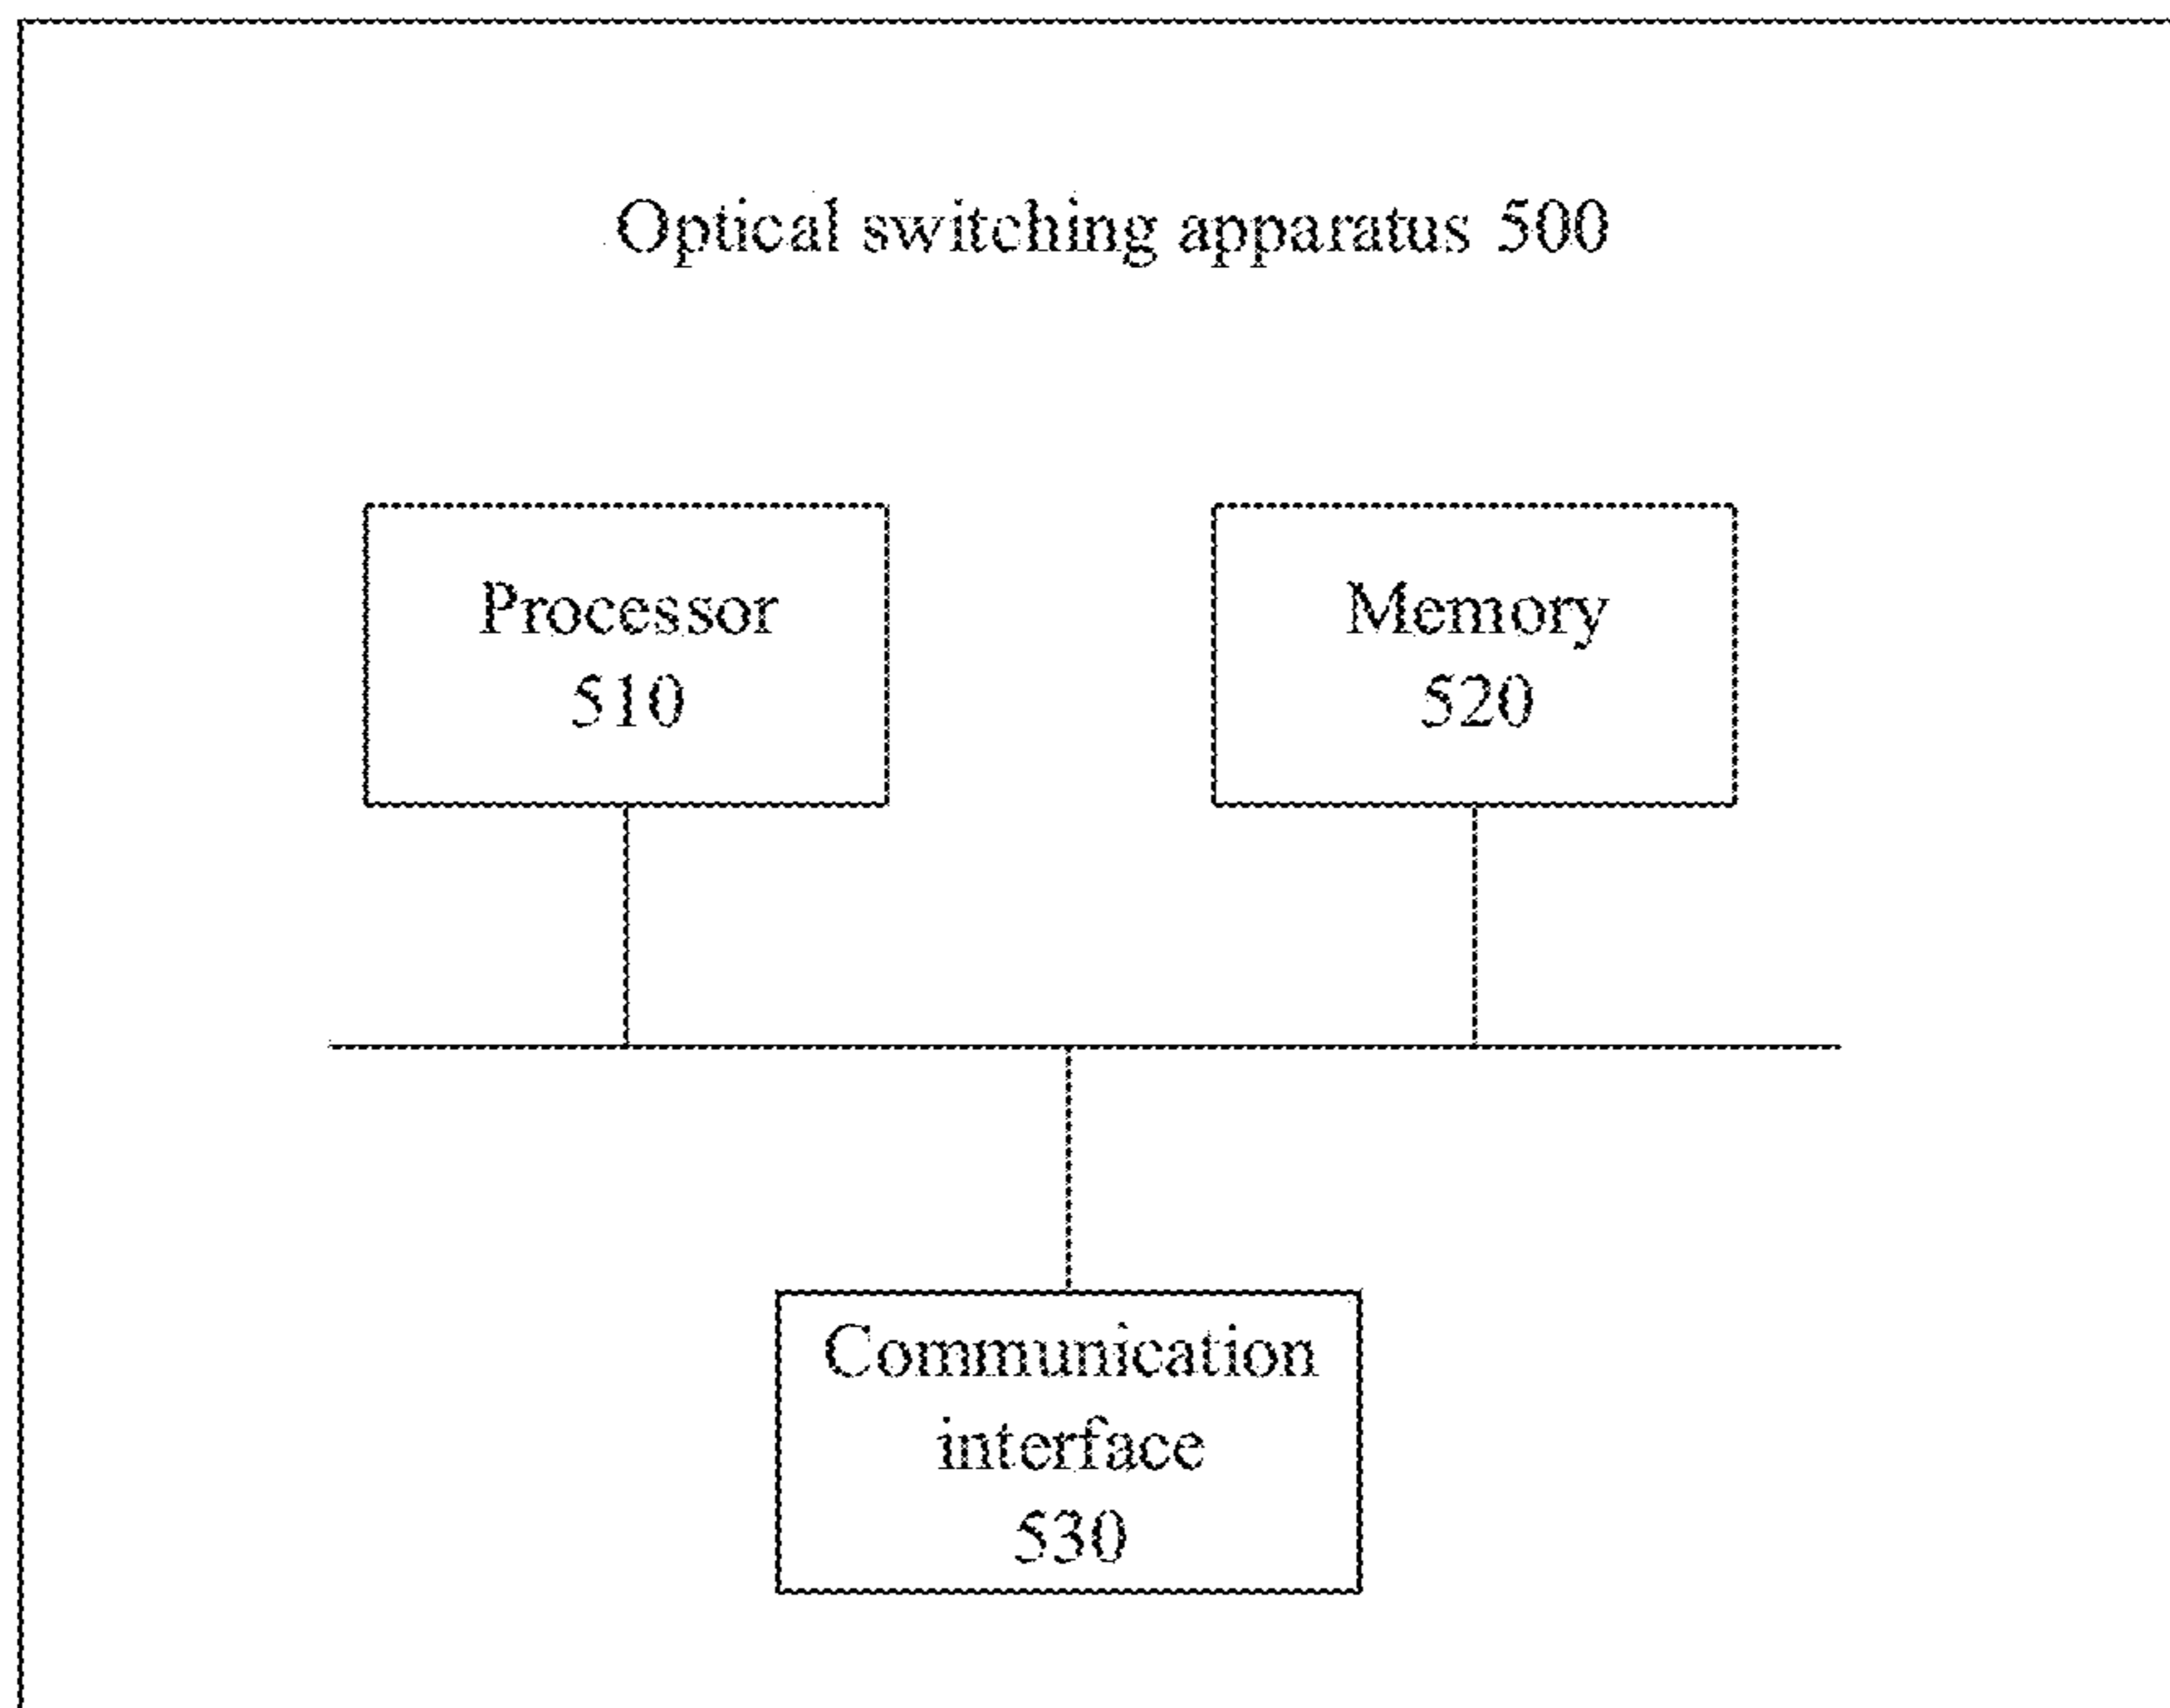 Optical switching apparatus 500
Processor
510
Memory
520
Communication
interface
530